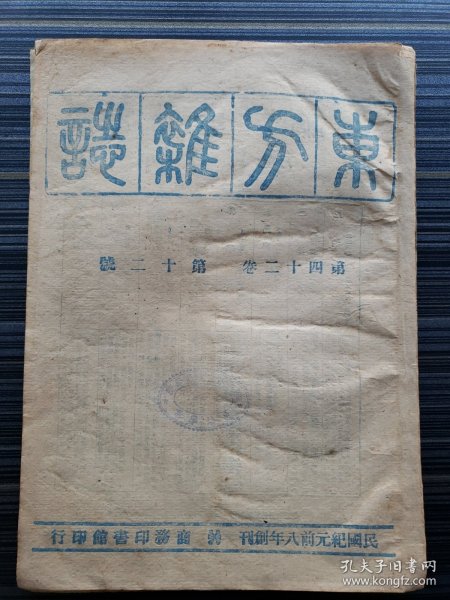 東方雜誌
第四十二卷 第十二號
民國紀元前八年創刊 商務印書館印行
孔夫子旧书网
book.kongfz.com